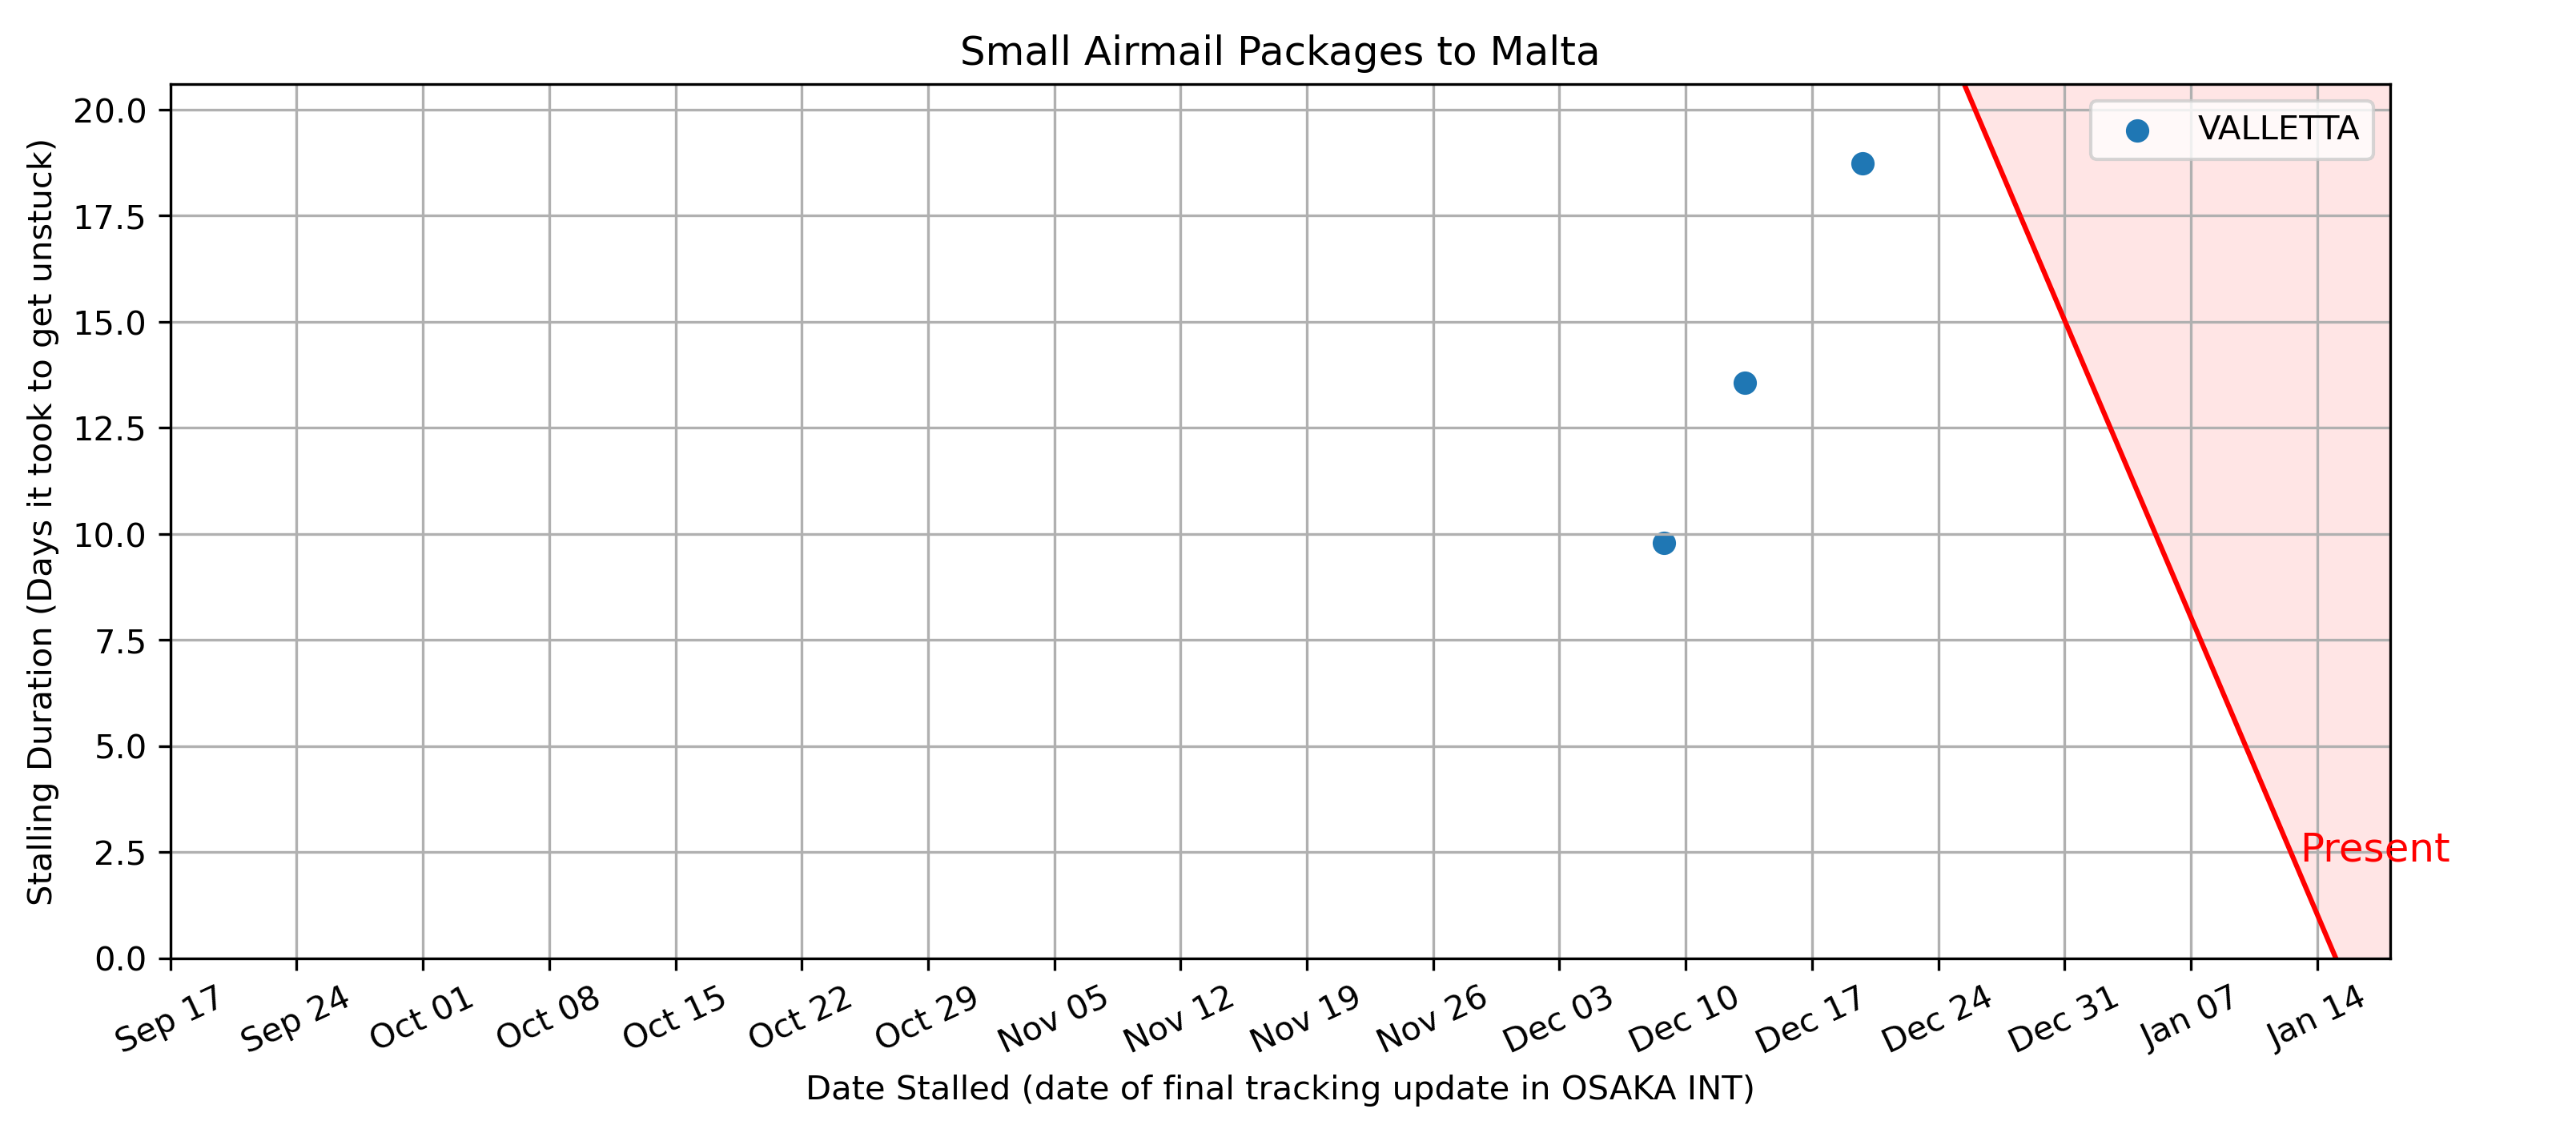 Small Airmail Packages to Malta
VALLETTA
Stalling Duration (Days it took to get unstuck)
20.0
17.5
15.0
12.5
10.0
7.5
5.0
2.5
0.0
Present
Sep 17
Sep 24
Oct 01
Oct 08
Oct 15
Oct 22
Oct 29
Nov 05
Nov 12
Nov 19
Nov 26
Dec 03
Dec 10
Dec 17
Dec 24
Dec 31
Jan 07
Jan 14
Date Stalled (date of final tracking update in OSAKA INT)